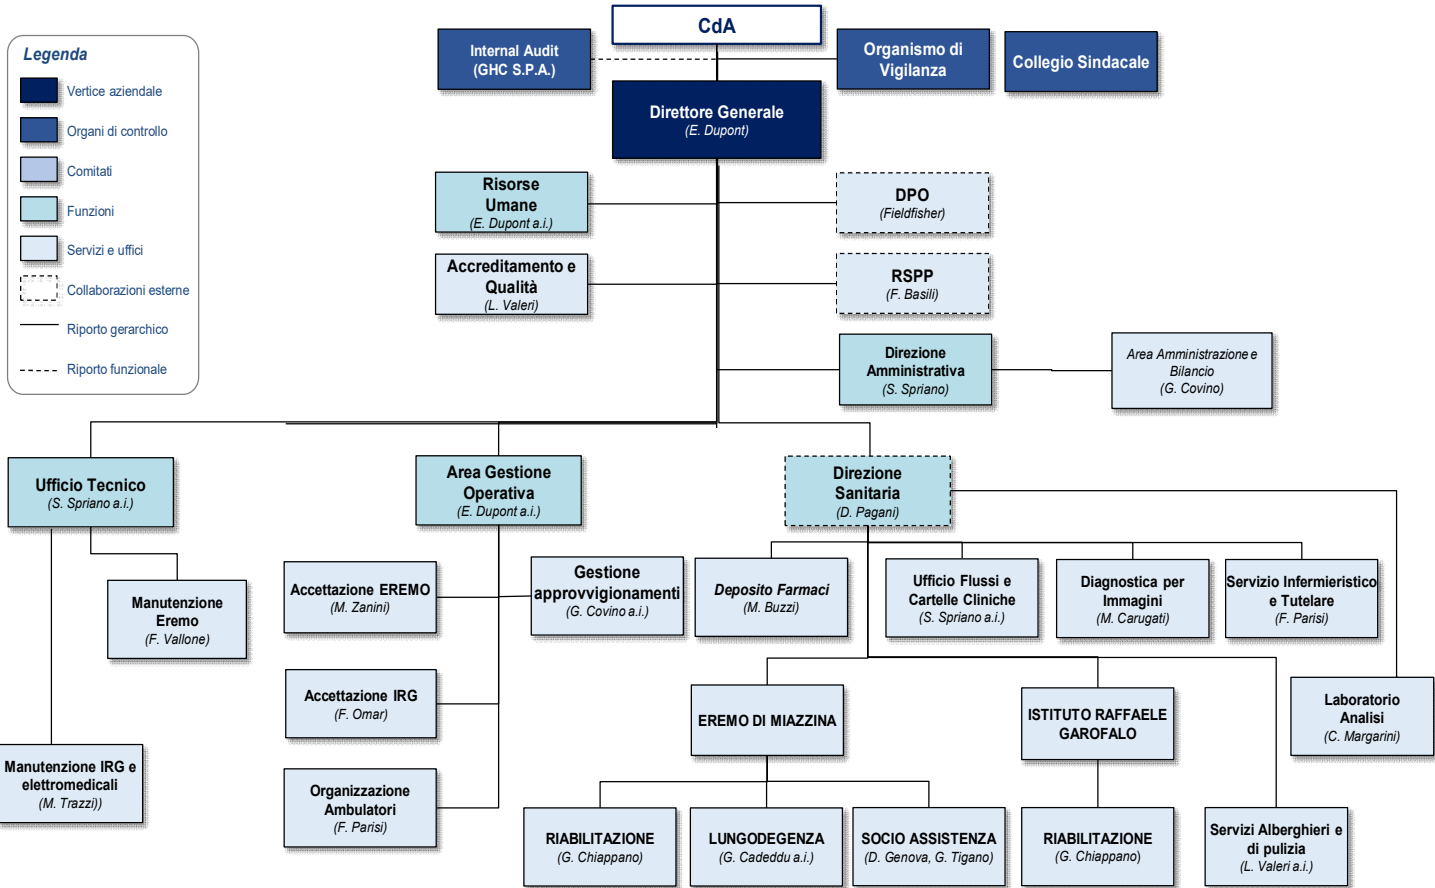 CdA
Internal Audit
(GHC S.P.A.)
Organismo di
Vigilanza
Collegio Sindacale
Legenda
Vertice aziendale
Organi di controllo
Comitati
Funzioni
Servizi e uffici
Collaborazioni esterne
Riporto gerarchico
Riporto funzionale
Direttore Generale
(E. Dupont)
Risorse
Umane
(E. Dupont a.i.)
DPO
(Fieldfisher)
Accreditamento e
Qualità
(L. Valeri)
RSPP
(F. Basili)
Direzione
Amministrativa
(S. Spriano)
Area Amministrazione e
Bilancio
(G. Covino)
Ufficio Tecnico
(S. Spriano a.i.)
Area Gestione
Operativa
(E. Dupont a.i.)
Direzione
Sanitaria
(D. Pagani)
Manutenzione
Eremo
(F. Vallone)
Manutenzione IRG e
elettromedicali
(M. Trazzi))
Accettazione EREMO
(M. Zanini)
Gestione
approvvigionamenti
(G. Covino a.i.)
Accettazione IRG
(F. Omar)
Organizzazione
Ambulatori
(F. Parisi)
Deposito Farmaci
(M. Buzzi)
Ufficio Flussi e
Cartelle Cliniche
(S. Spriano a.i.)
Diagnostica per
Immagini
(M. Carugati)
Servizio Infermieristico
e Tutelare
(F. Parisi)
EREMO DI MIAZZINA
ISTITUTO RAFFAELE
GAROFALO
Laboratorio
Analisi
(C. Margarini)
RIABILITAZIONE
(G. Chiappano)
LUNGODEGENZA
(G. Cadeddu a.i.)
SOCIO ASSISTENZA
(D. Genova, G. Tigano)
RIABILITAZIONE
(G. Chiappano)
Servizi Alberghieri e
di pulizia
(L. Valeri a.i.)